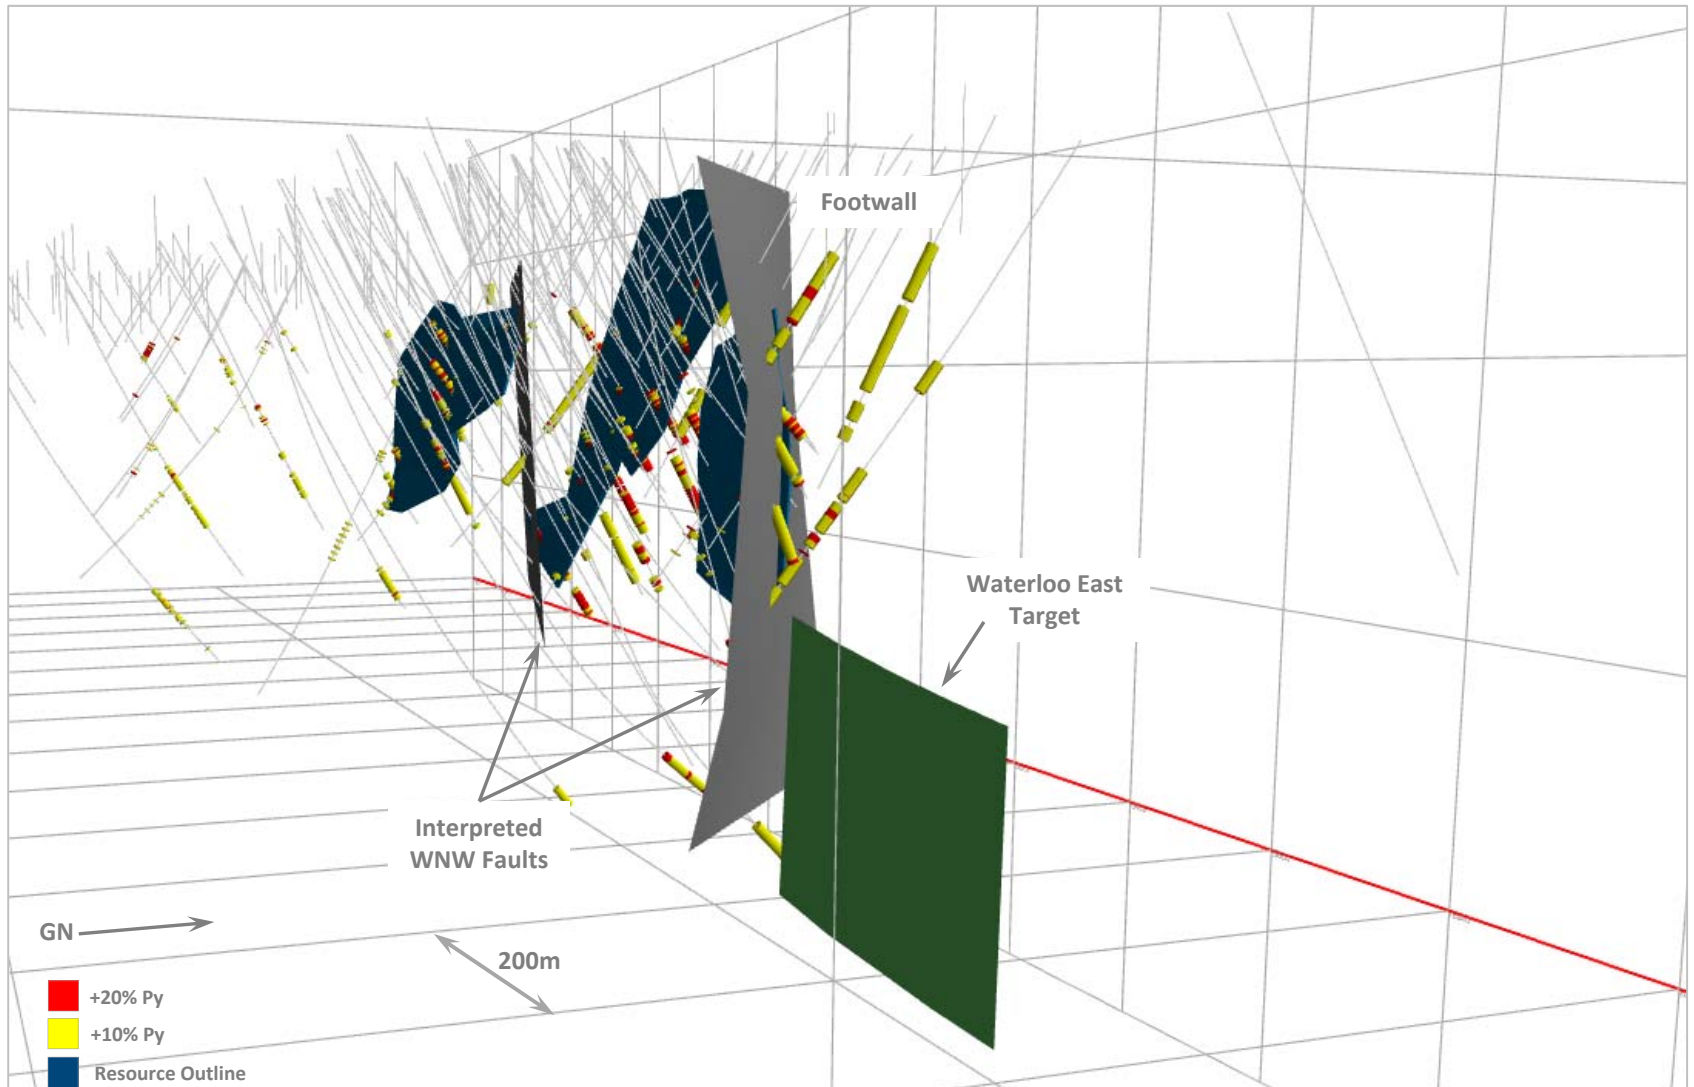 Footwall
Waterloo East
Target
Interpreted
WNW Faults
GN
200m
+20% Py
+10% Py
Resource Outline